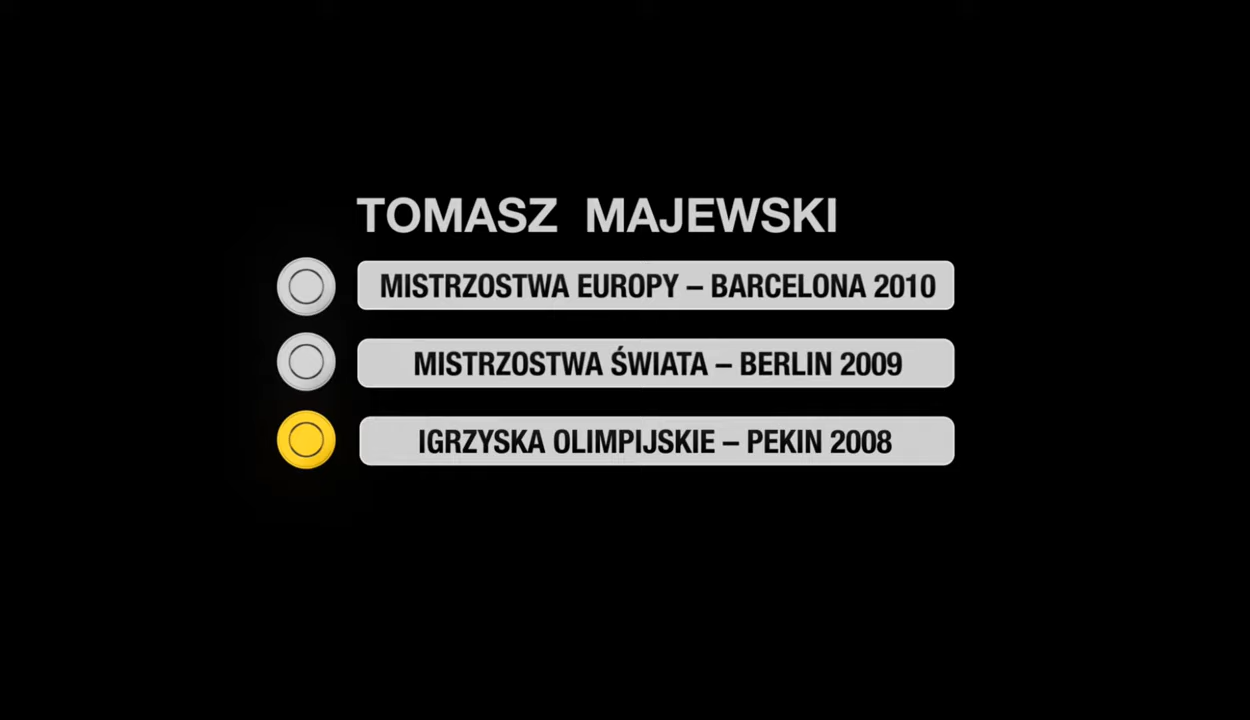 TOMASZ MAJEWSKI
MISTRZOSTWA EUROPY – BARCELONA 2010
MISTRZOSTWA ŚWIATA – BERLIN 2009
IGRZYSKA OLIMPIJSKIE – PEKIN 2008